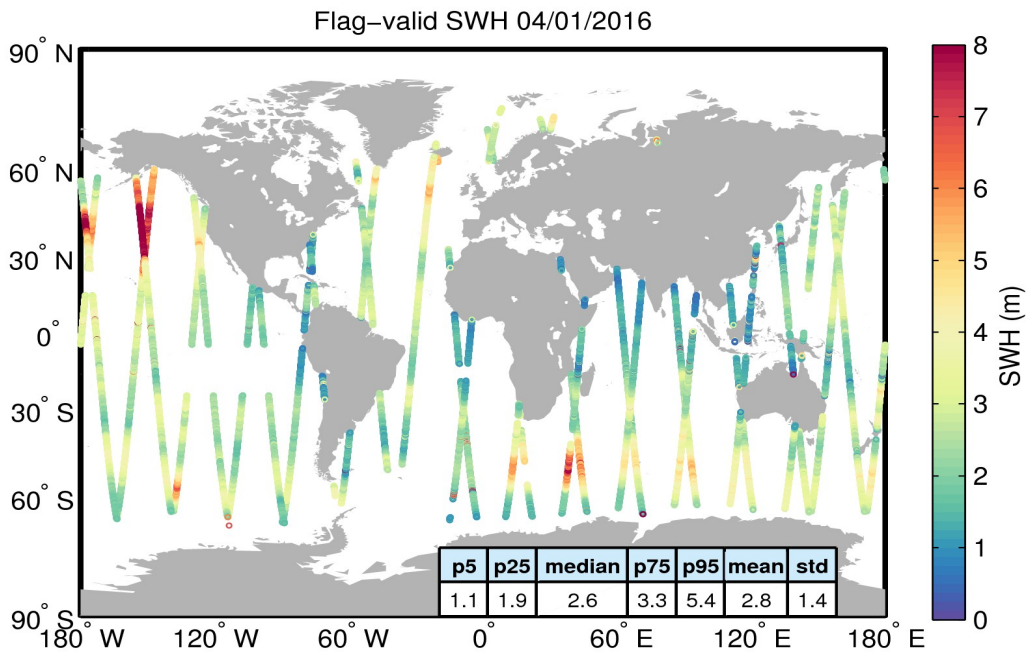 Flag−valid SWH 04/01/2016
90° N
60° N
30° N
0°
30° S
60° S
90° S
180° W
120° W
60° W
0°
60° E
120° E
180° E
p5 p25 median p75 p95 mean std
1.1 1.9 2.6 3.3 5.4 2.8 1.4
8
7
6
5
4
3
2
1
0
SWH (m)